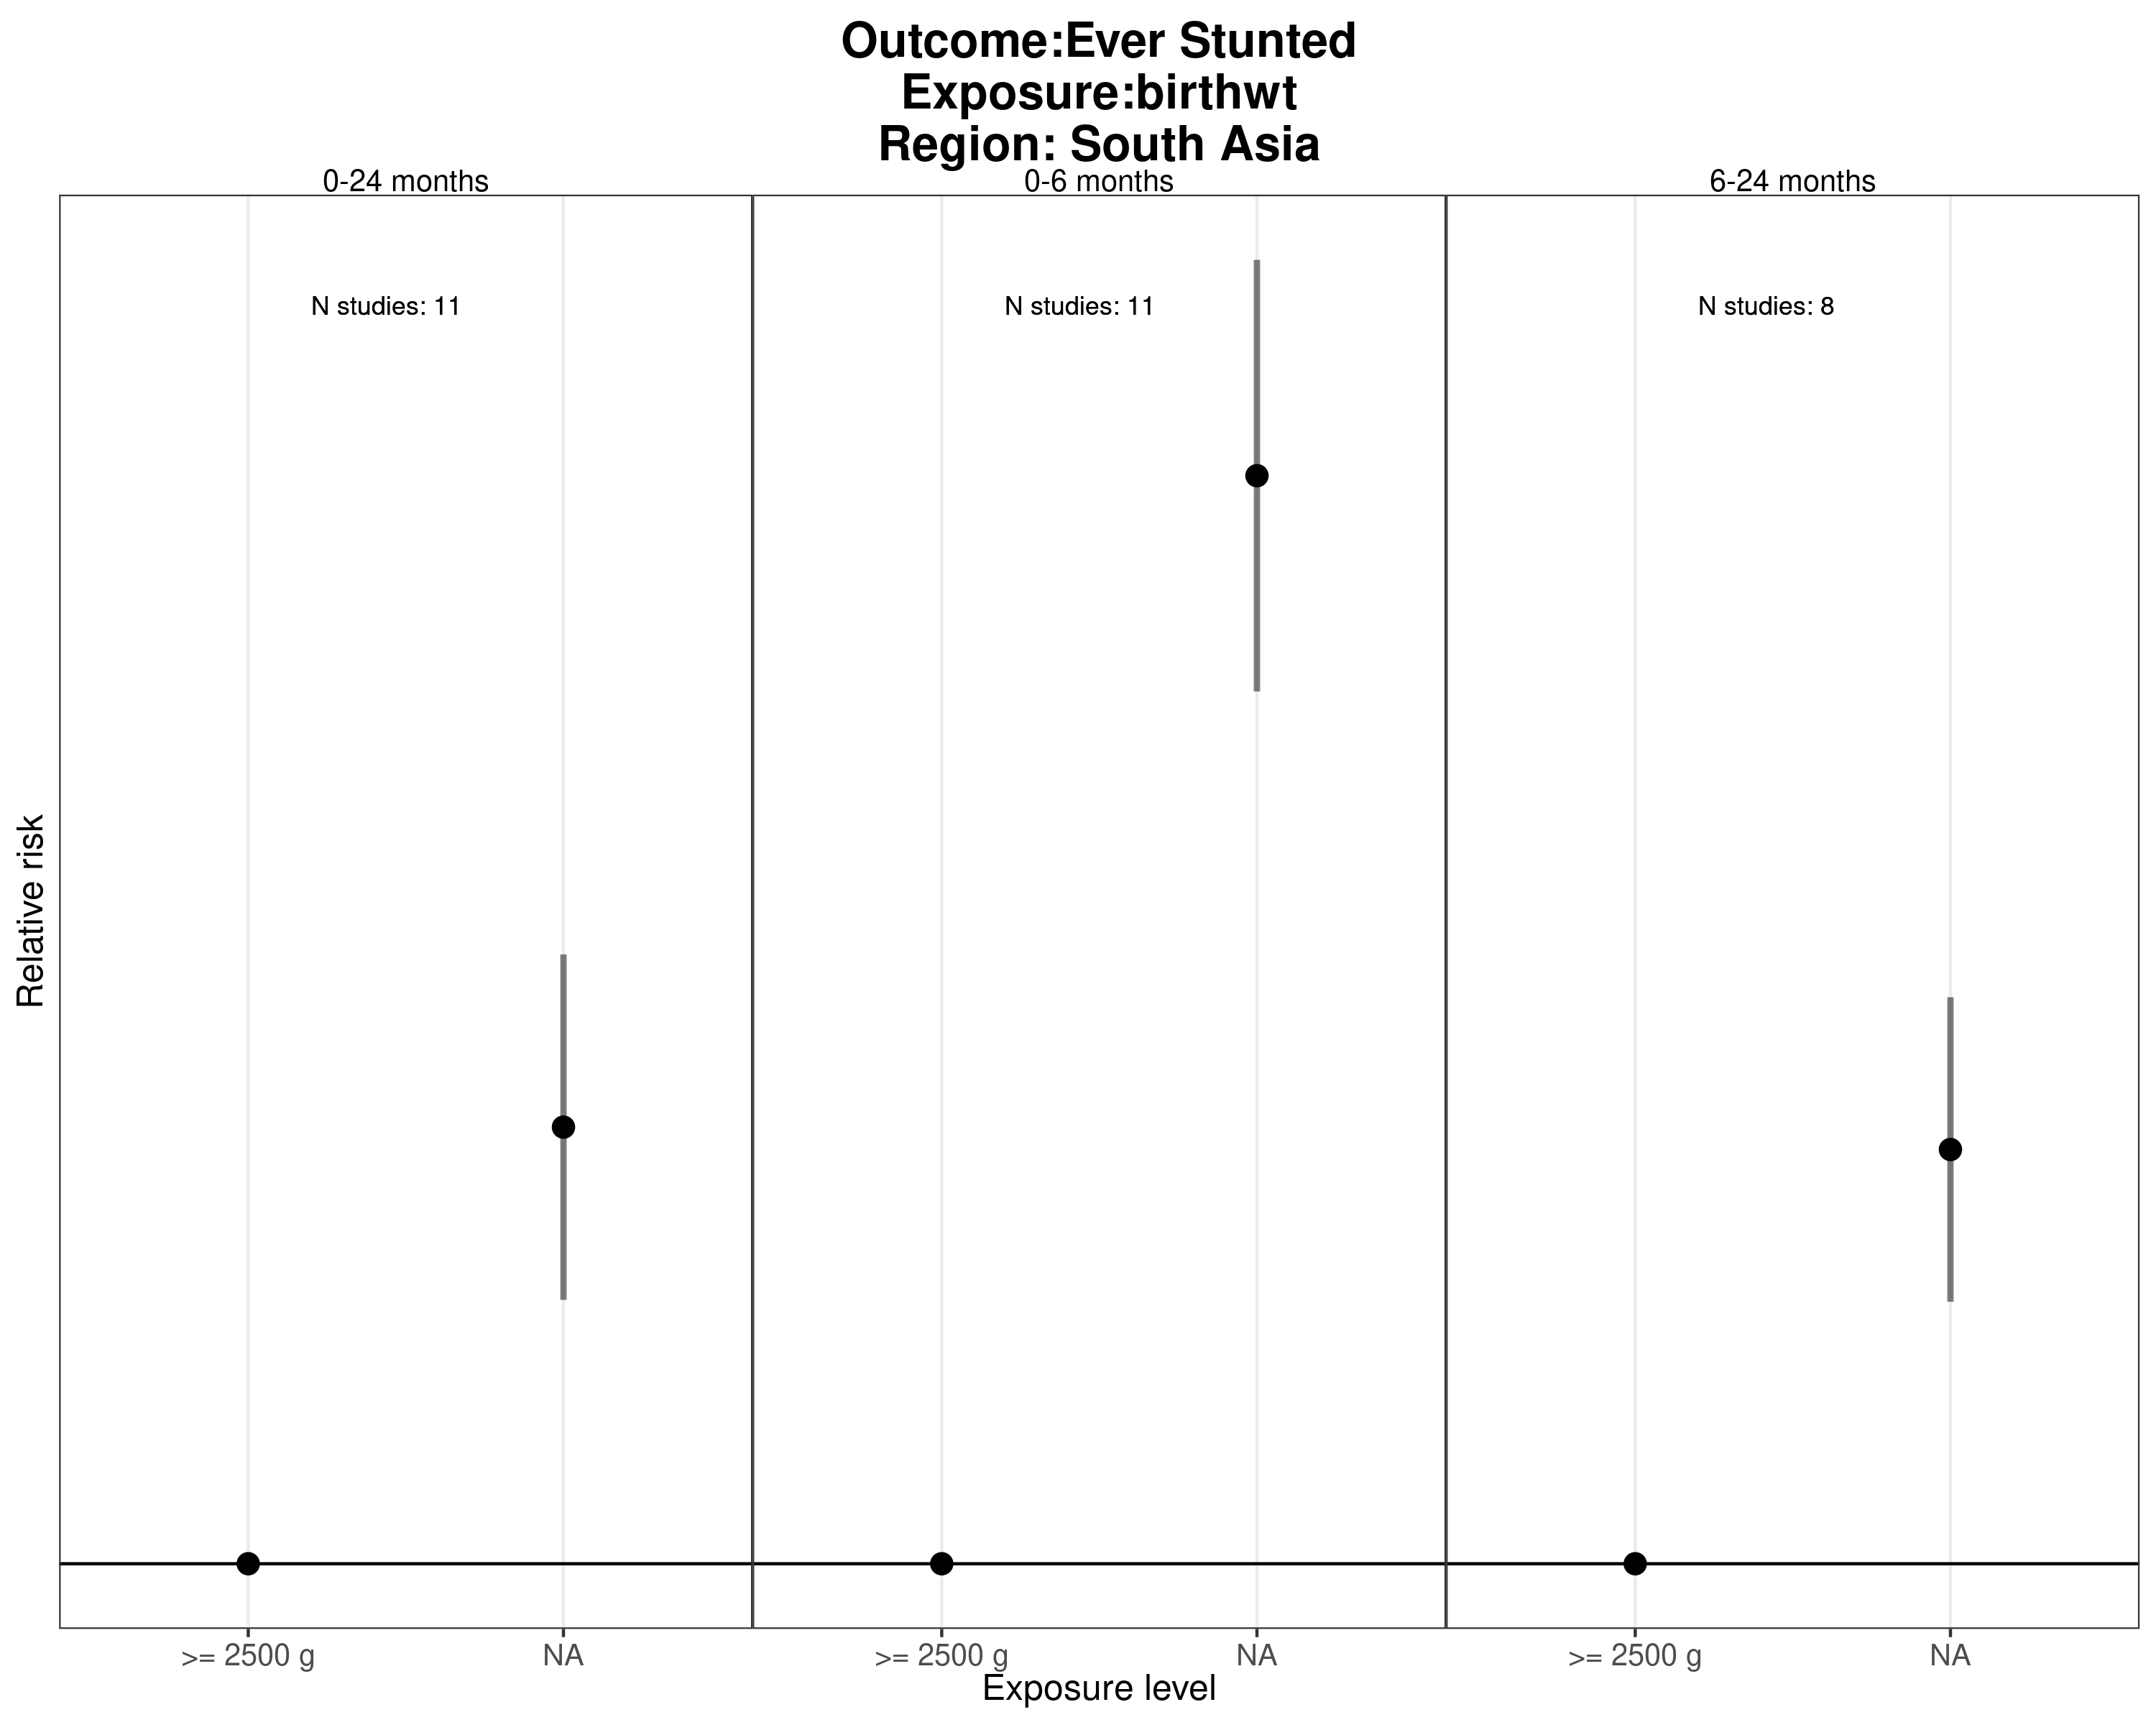 Outcome:Ever Stunted
Exposure:birthwt
Region: South Asia
0-24 months
0-6 months
6-24 months
N studies: 11
N studies: 11
N studies: 8
Relative risk
>= 2500 g
NA
>= 2500 g
NA
>= 2500 g
NA
Exposure level